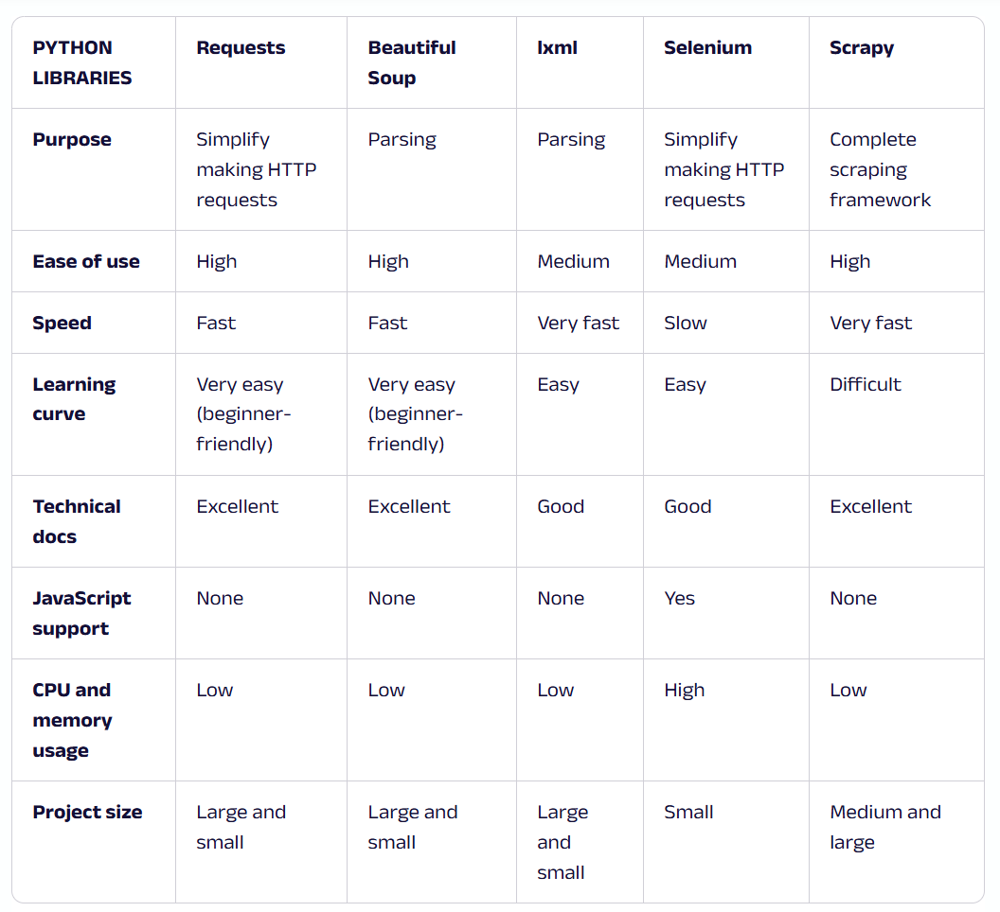 PYTHON LIBRARIES Requests Beautiful Soup lxml Selenium Scrapy
Purpose Simplify making HTTP requests Parsing Parsing Simplify making HTTP requests Complete scraping framework
Ease of use High High Medium Medium High
Speed Fast Fast Very fast Slow Very fast
Learning curve Very easy (beginner-friendly) Very easy (beginner-friendly) Easy Easy Difficult
Technical docs Excellent Excellent Good Good Excellent
JavaScript support None None None Yes None
CPU and memory usage Low Low Low High Low
Project size Large and small Large and small Large and small Small Medium and large